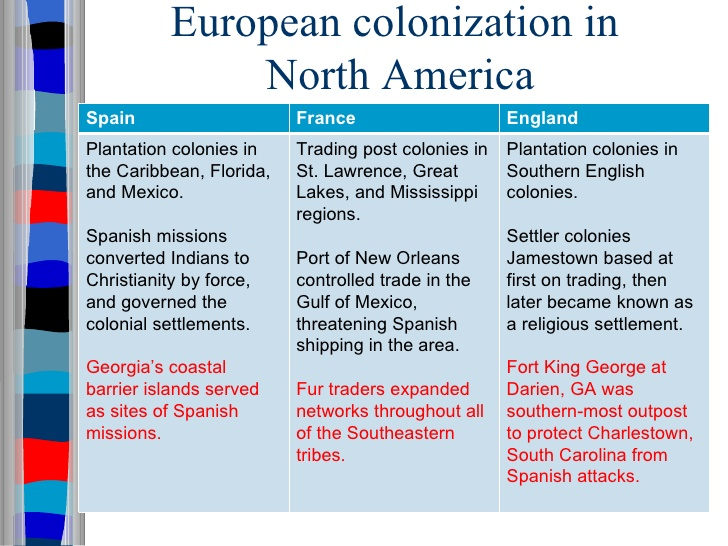 European colonization in
North America
Spain
France
England
Plantation colonies in
the Caribbean, Florida,
and Mexico.
Spanish missions
converted Indians to
Christianity by force,
and governed the
colonial settlements.
Georgia's coastal
barrier islands served
as sites of Spanish
missions.
Trading post colonies in
St. Lawrence, Great
Lakes, and Mississippi
regions.
Port of New Orleans
controlled trade in the
Gulf of Mexico,
threatening Spanish
shipping in the area.
Fur traders expanded
networks throughout all
of the Southeastern
tribes.
Plantation colonies in
Southern English
colonies.
Settler colonies
Jamestown based at
first on trading, then
later became known as
a religious settlement.
Fort King George at
Darien, GA was
southern-most outpost
to protect Charlestown,
South Carolina from
Spanish attacks.